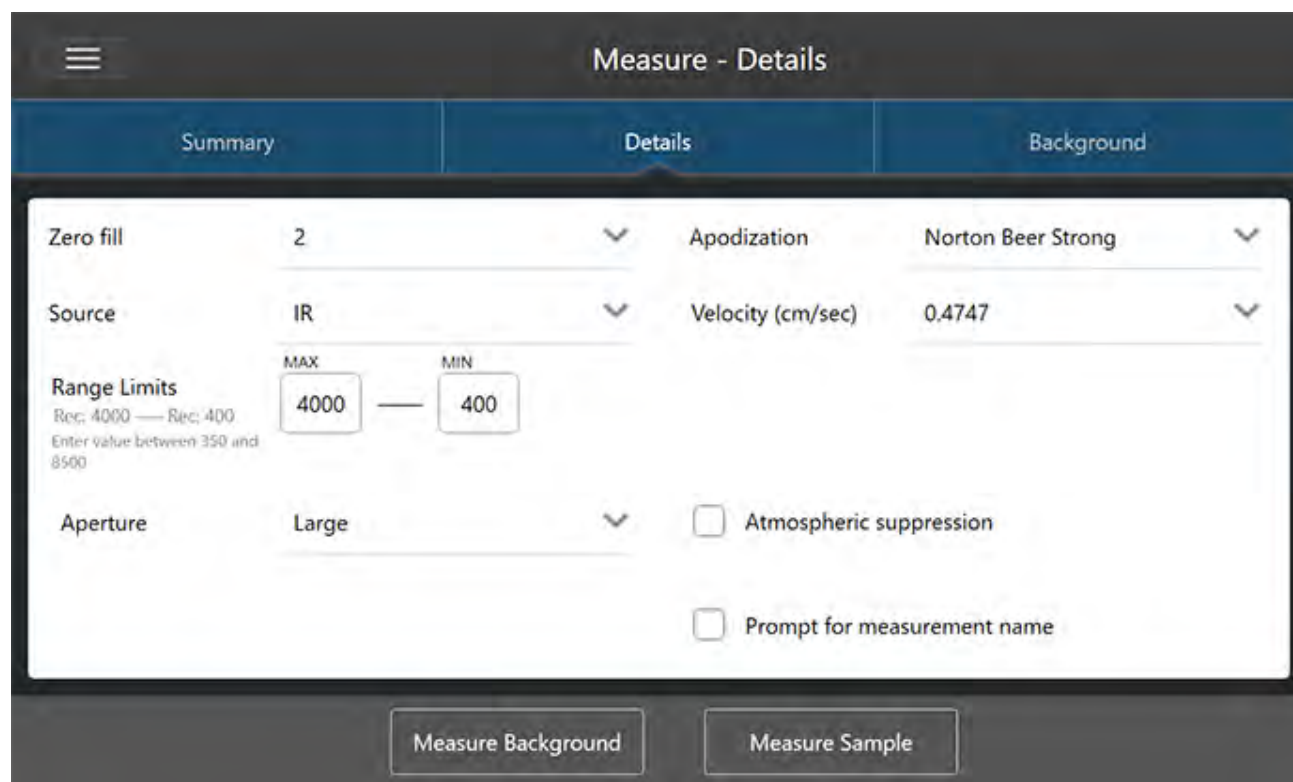 Measure - Details
Summary
Details
Background
Zero fill
2
Apodization
Norton Beer Strong
Source
IR
Velocity (cm/sec)
0.4747
MAX
MIN
Range Limits
4000
400
Rec: 4000 — Rec: 400
Enter value between 350 and
8500
Aperture
Large
Atmospheric suppression
Prompt for measurement name
Measure Background
Measure Sample